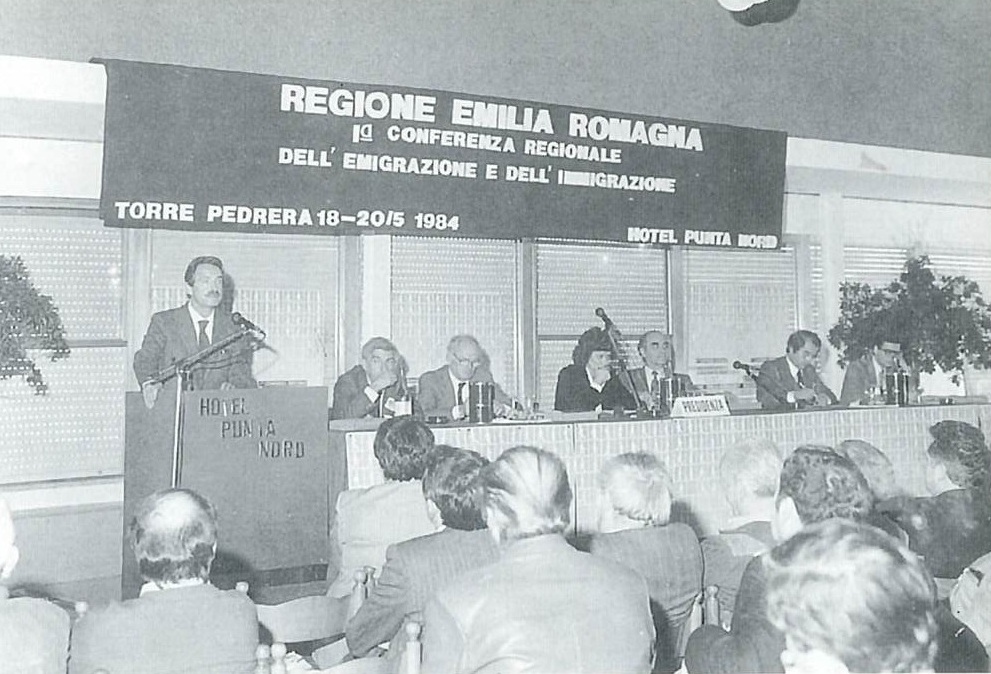 REGIONE EMILIA ROMAGNA
1ª CONFERENZA REGIONALE
DELL' EMIGRAZIONE E DELL' IMMIGRAZIONE
TORRE PEDRERA 18-20/5 1984
HOTEL PUNTA NORD
HOTEL
PUNTA
NORD
PRESIDENZA